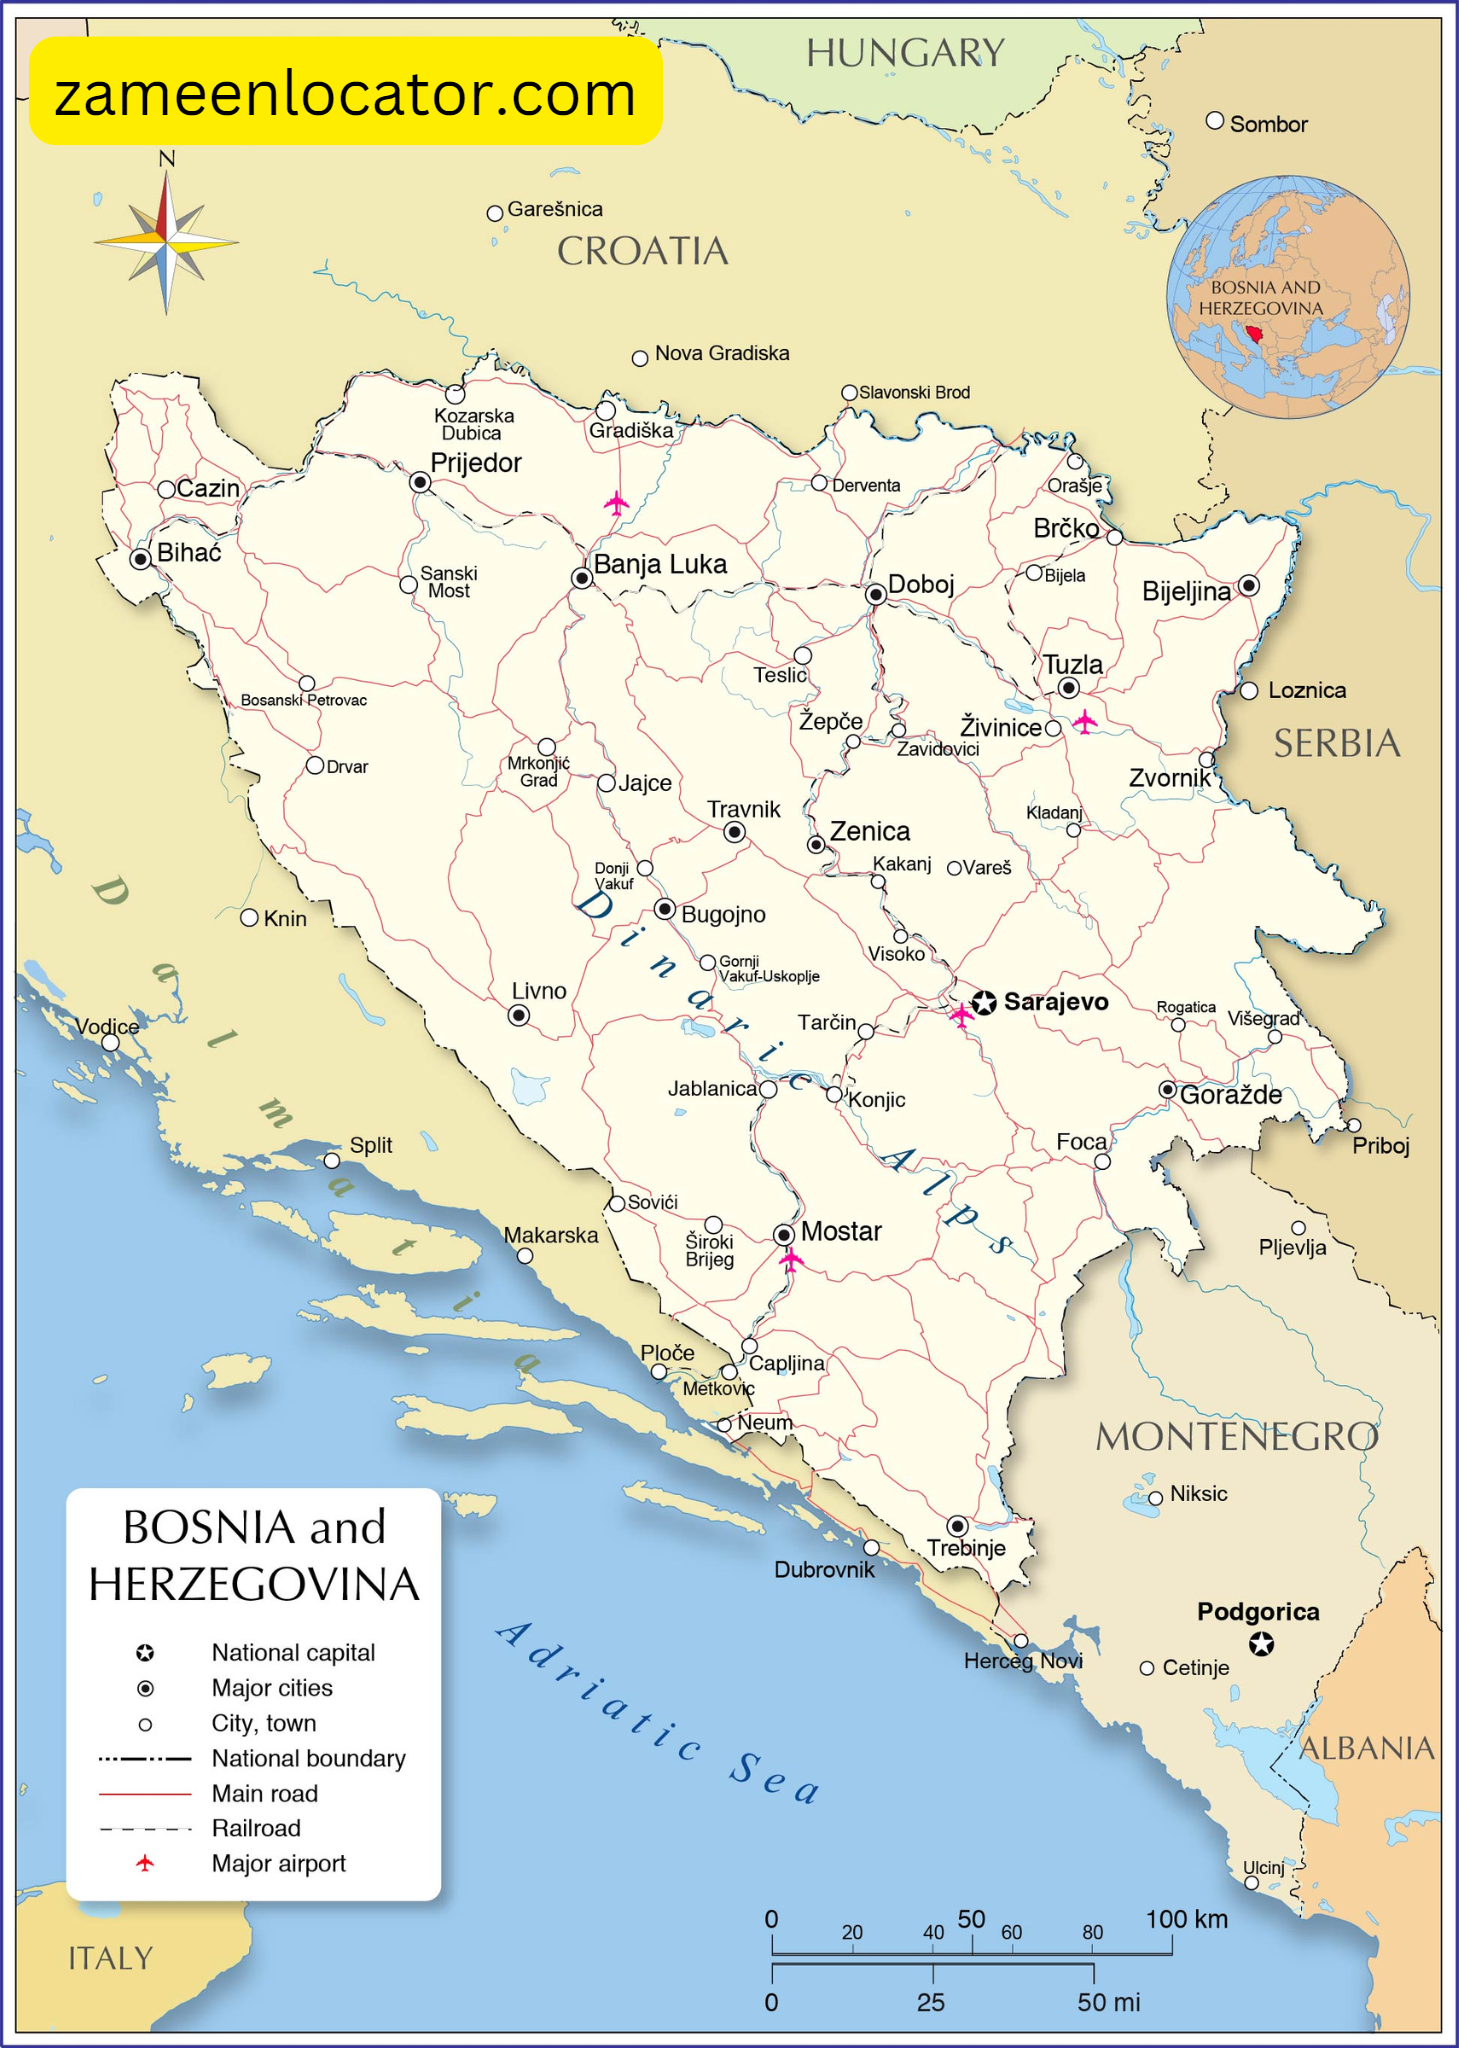 zameenlocator.com
HUNGARY
Sombor
N
Garešnica
CROATIA
BOSNIA AND
HERZEGOVINA
Nova Gradiska
Slavonski Brod
Kozarska
Dubica
Gradiška
Prijedor
Cazin
Derventa
Orašje
Brčko
Bihać
Sanski
Most
Banja Luka
Doboj
Bijela
Bijeljina
Teslic
Tuzla
Bosanski Petrovac
Loznica
Žepče
Zavidovici
Živinice
SERBIA
Drvar
Mrkonjić
Grad
Jajce
Zvornik
Travnik
Zenica
Kladanj
Donji
Vakuf
Kakanj
Vareš
Dalmatia
Knin
Bugojno
Dinaric Alps
Visoko
Gornji
Vakuf-Uskoplje
Livno
Sarajevo
Rogatica
Višegrad
Vodice
Tarčin
Jablanica
Konjic
Goražde
Split
Foca
Priboj
Sovići
Široki
Brijeg
Mostar
Makarska
Pljevlja
Ploče
Capljina
Metkovic
Neum
MONTENEGRO
Niksic
Trebinje
Dubrovnik
Podgorica
Herceg Novi
Cetinje
Adriatic Sea
ALBANIA
Ulcinj
ITALY
BOSNIA and
HERZEGOVINA
National capital
Major cities
City, town
National boundary
Main road
Railroad
Major airport
0 50 100 km
20 40 60 80
0 25 50 mi